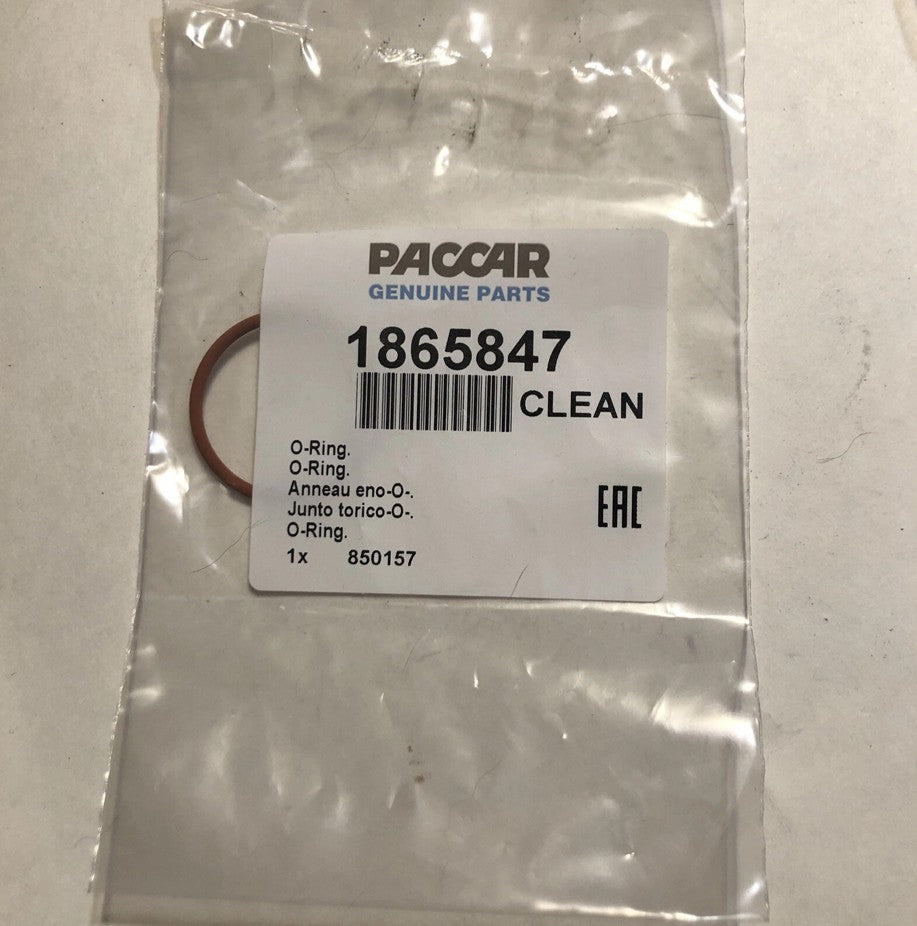 PACCAR
GENUINE PARTS
1865847
CLEAN
O-Ring.
O-Ring.
Anneau eno-O-.
Junto torico-O-.
O-Ring.
EAC
1x 850157